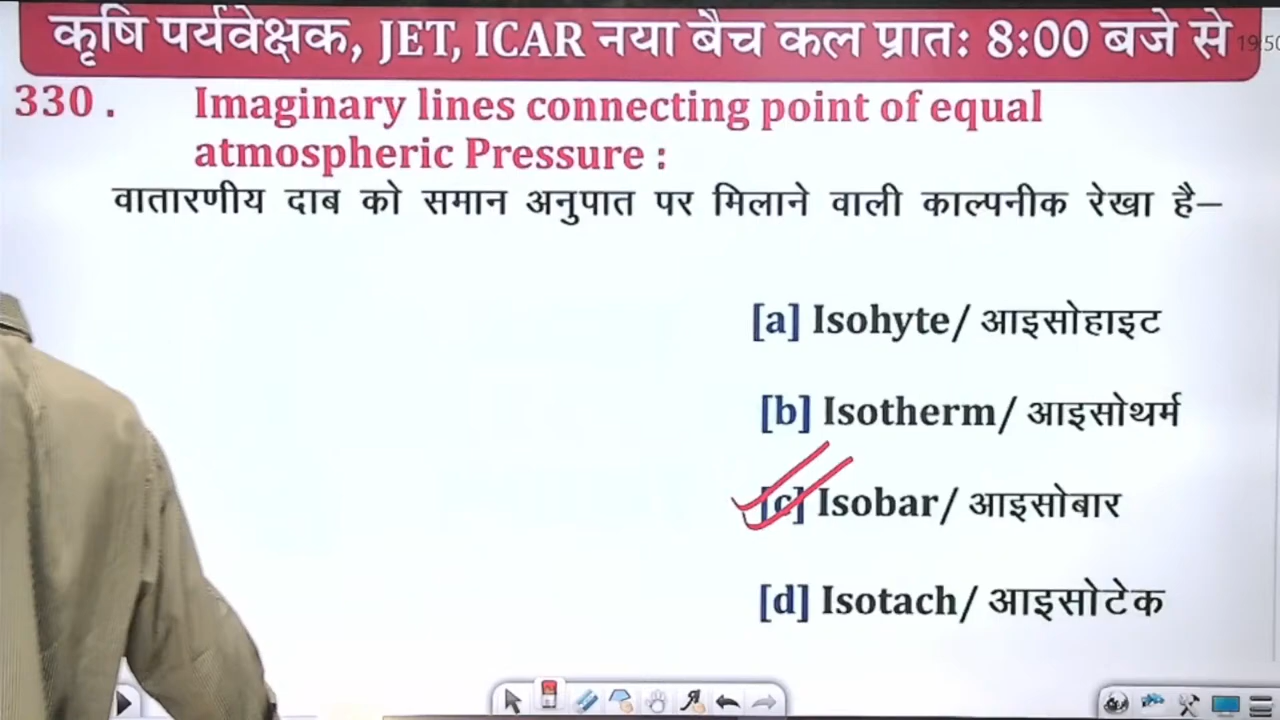 कृषि पर्यवेक्षक, JET, ICAR नया बैच कल प्रातः 8:00 बजे से
330 . Imaginary lines connecting point of equal
atmospheric Pressure :
वातारणीय दाब को समान अनुपात पर मिलाने वाली काल्पनीक रेखा है–
[a] Isohyte/ आइसोहाइट
[b] Isotherm/ आइसोथर्म
[c] Isobar/ आइसोबार
[d] Isotach/ आइसोटेक